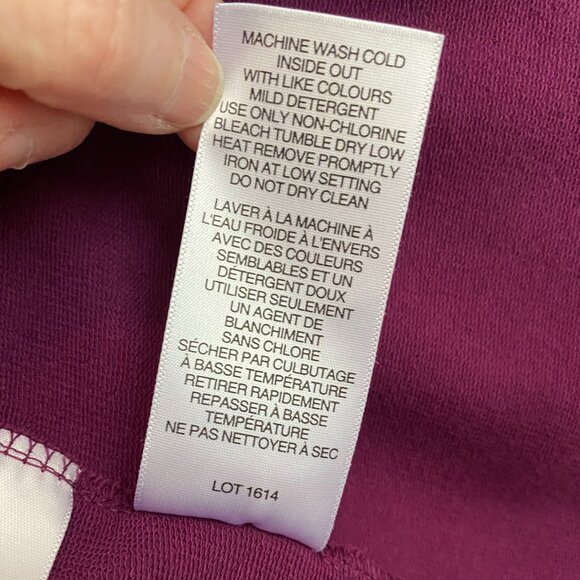 MACHINE WASH COLD
INSIDE OUT
WITH LIKE COLOURS
MILD DETERGENT
USE ONLY NON-CHLORINE
BLEACH TUMBLE DRY LOW
HEAT REMOVE PROMPTLY
IRON AT LOW SETTING
DO NOT DRY CLEAN
LAVER À LA MACHINE À
L'EAU FROIDE À L'ENVERS
AVEC DES COULEURS
SEMBLABLES ET UN
DÉTERGENT DOUX
UTILISER SEULEMENT
UN AGENT DE
BLANCHIMENT
SANS CHLORE
SÉCHER PAR CULBUTAGE
À BASSE TEMPÉRATURE
RETIRER RAPIDEMENT
REPASSER À BASSE
TEMPÉRATURE
NE PAS NETTOYER À SEC
LOT 1614